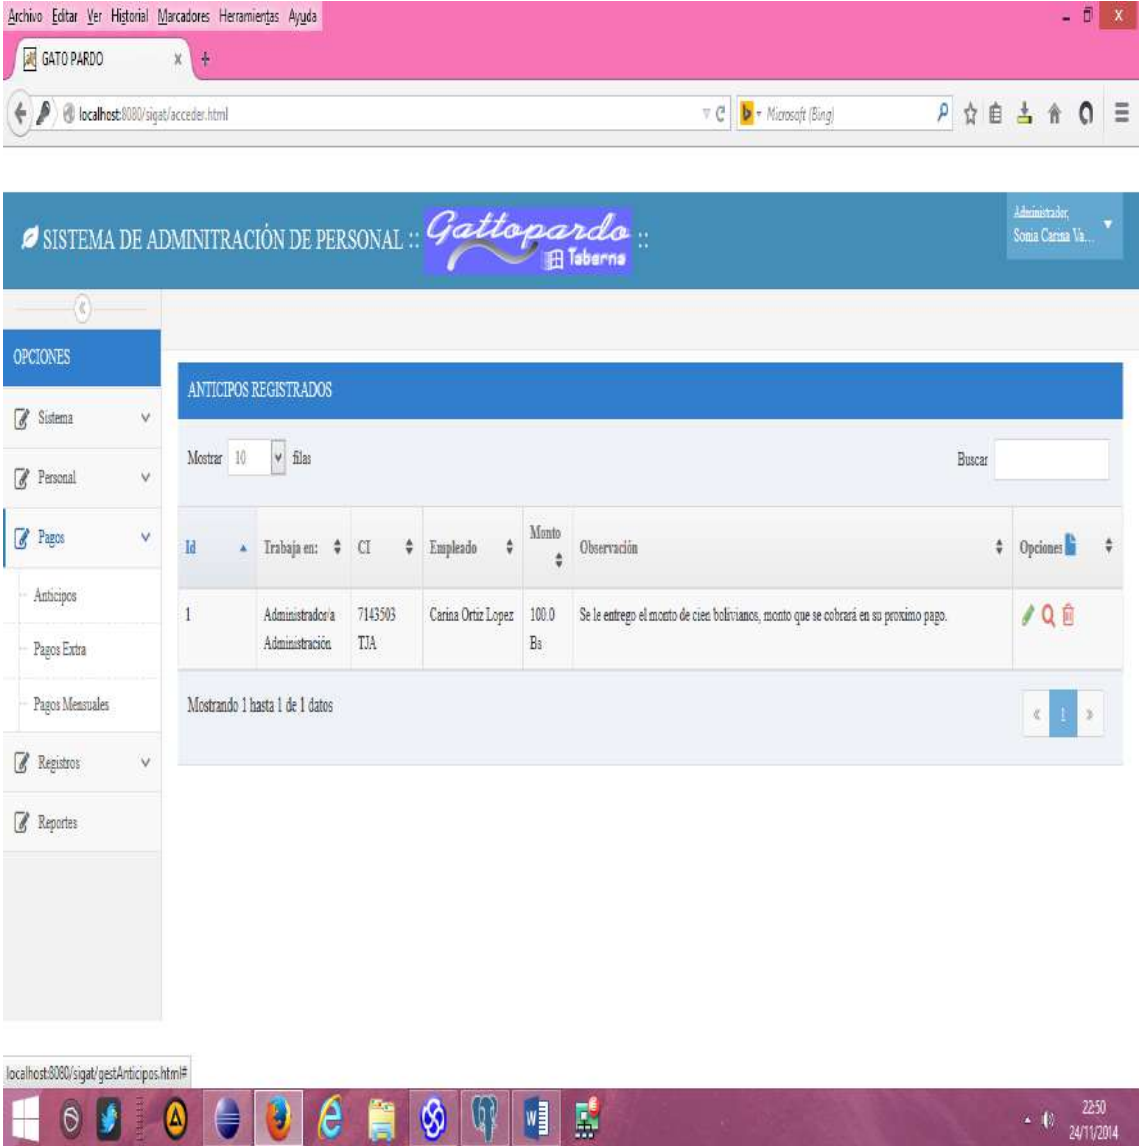 Archivo Editar Ver Historial Marcadores Herramientas Ayuda
GATO PARDO
localhost:8080/sigat/acceder.html
Microsoft (Bing)
SISTEMA DE ADMINITRACIÓN DE PERSONAL :: Gattopardo Taberna ::
Administrador,
Sonia Carina Va...
OPCIONES
Sistema
Personal
Pagos
Anticipos
Pagos Extra
Pagos Mensuales
Registros
Reportes
ANTICIPOS REGISTRADOS
Mostrar 10 filas
Buscar
Id Trabaja en: CI Empleado Monto Observación Opciones
1 Administrador/a Administración 7143503 TJA Carina Ortiz Lopez 100.0 Bs Se le entrego el monto de cien bolivianos, monto que se cobrará en su proximo pago.
Mostrando 1 hasta 1 de 1 datos
« 1 »
localhost:8080/sigat/gestAnticipos.html#
22:50
24/11/2014